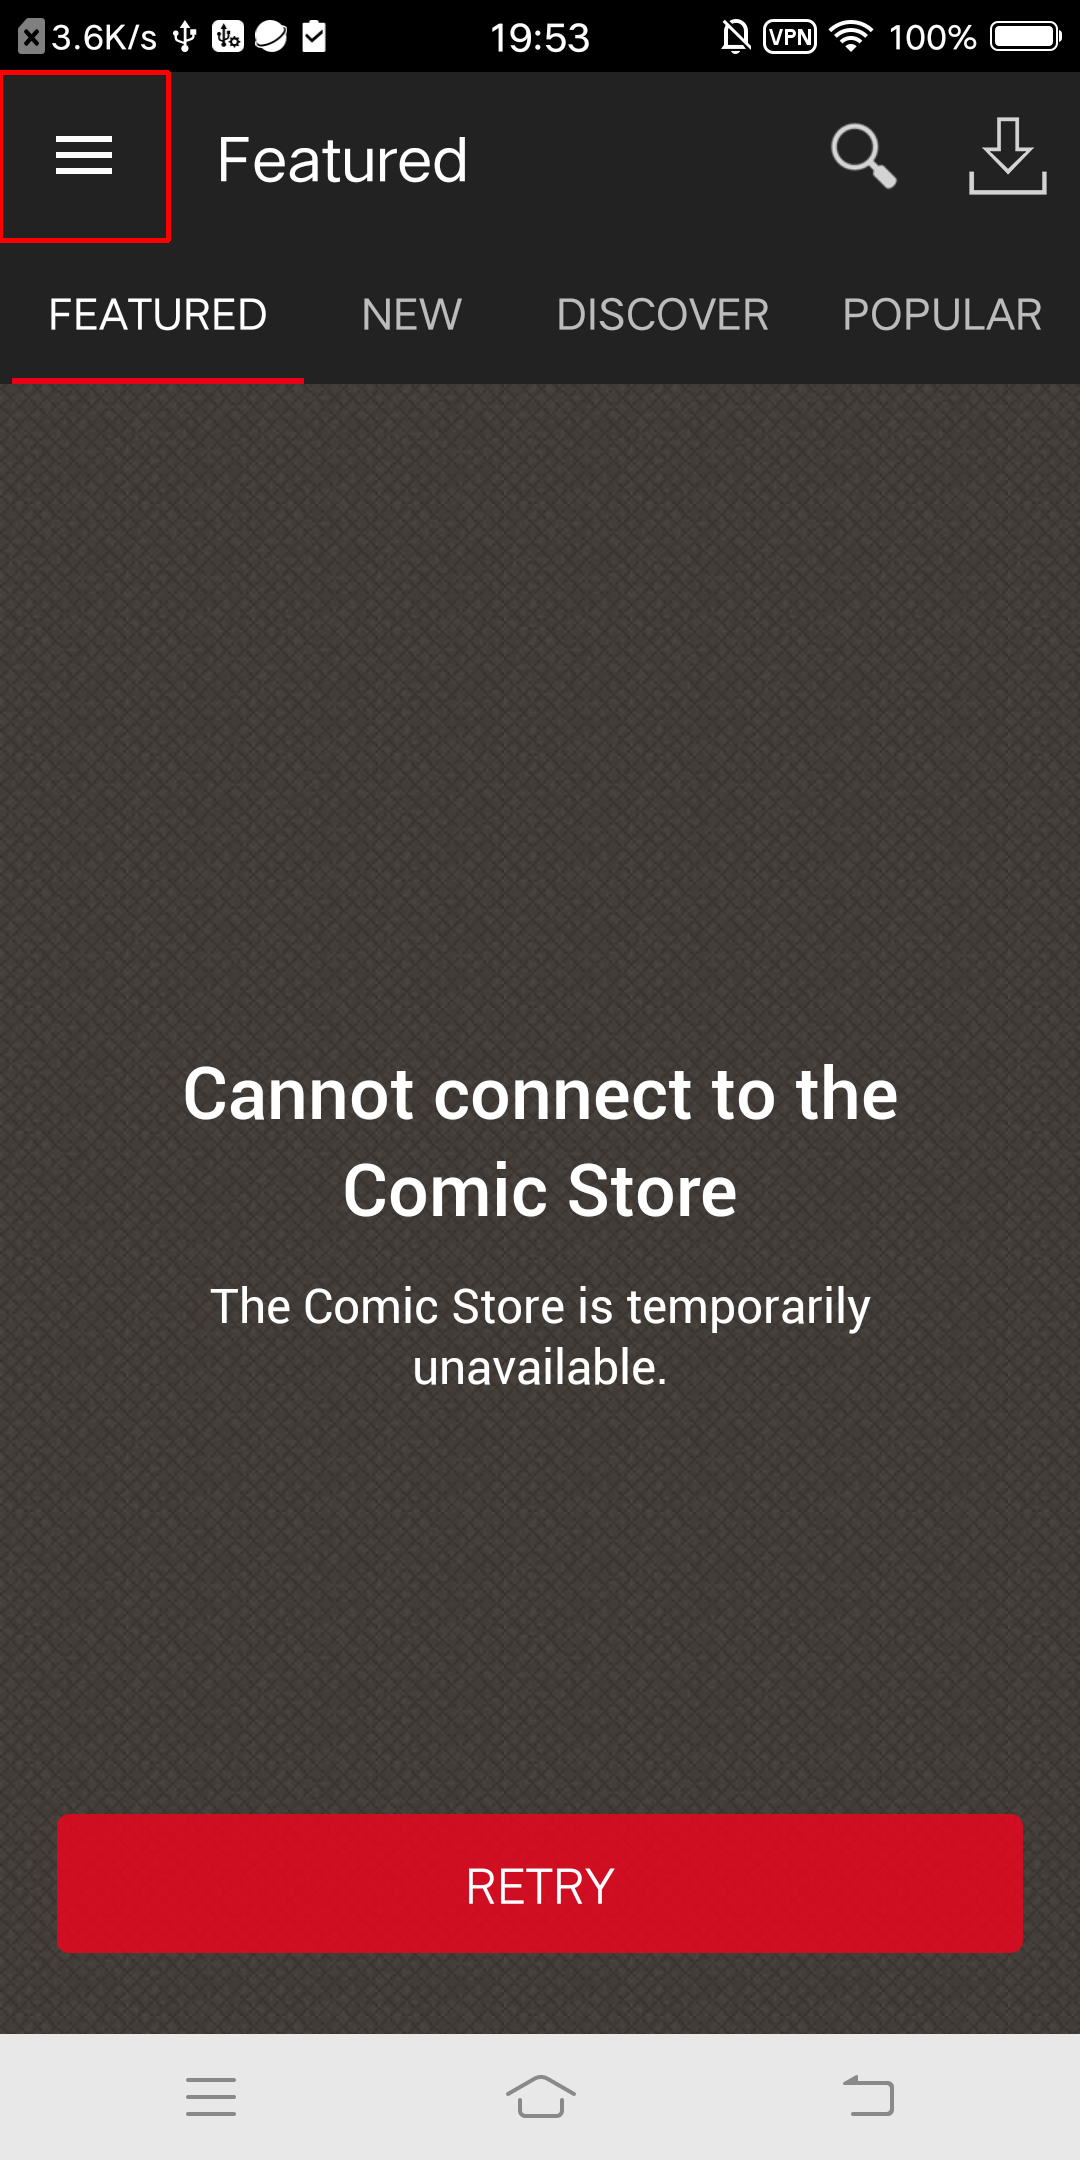 3.6K/s 19:53 VPN 100%
Featured
FEATURED NEW DISCOVER POPULAR
Cannot connect to the
Comic Store
The Comic Store is temporarily
unavailable.
RETRY